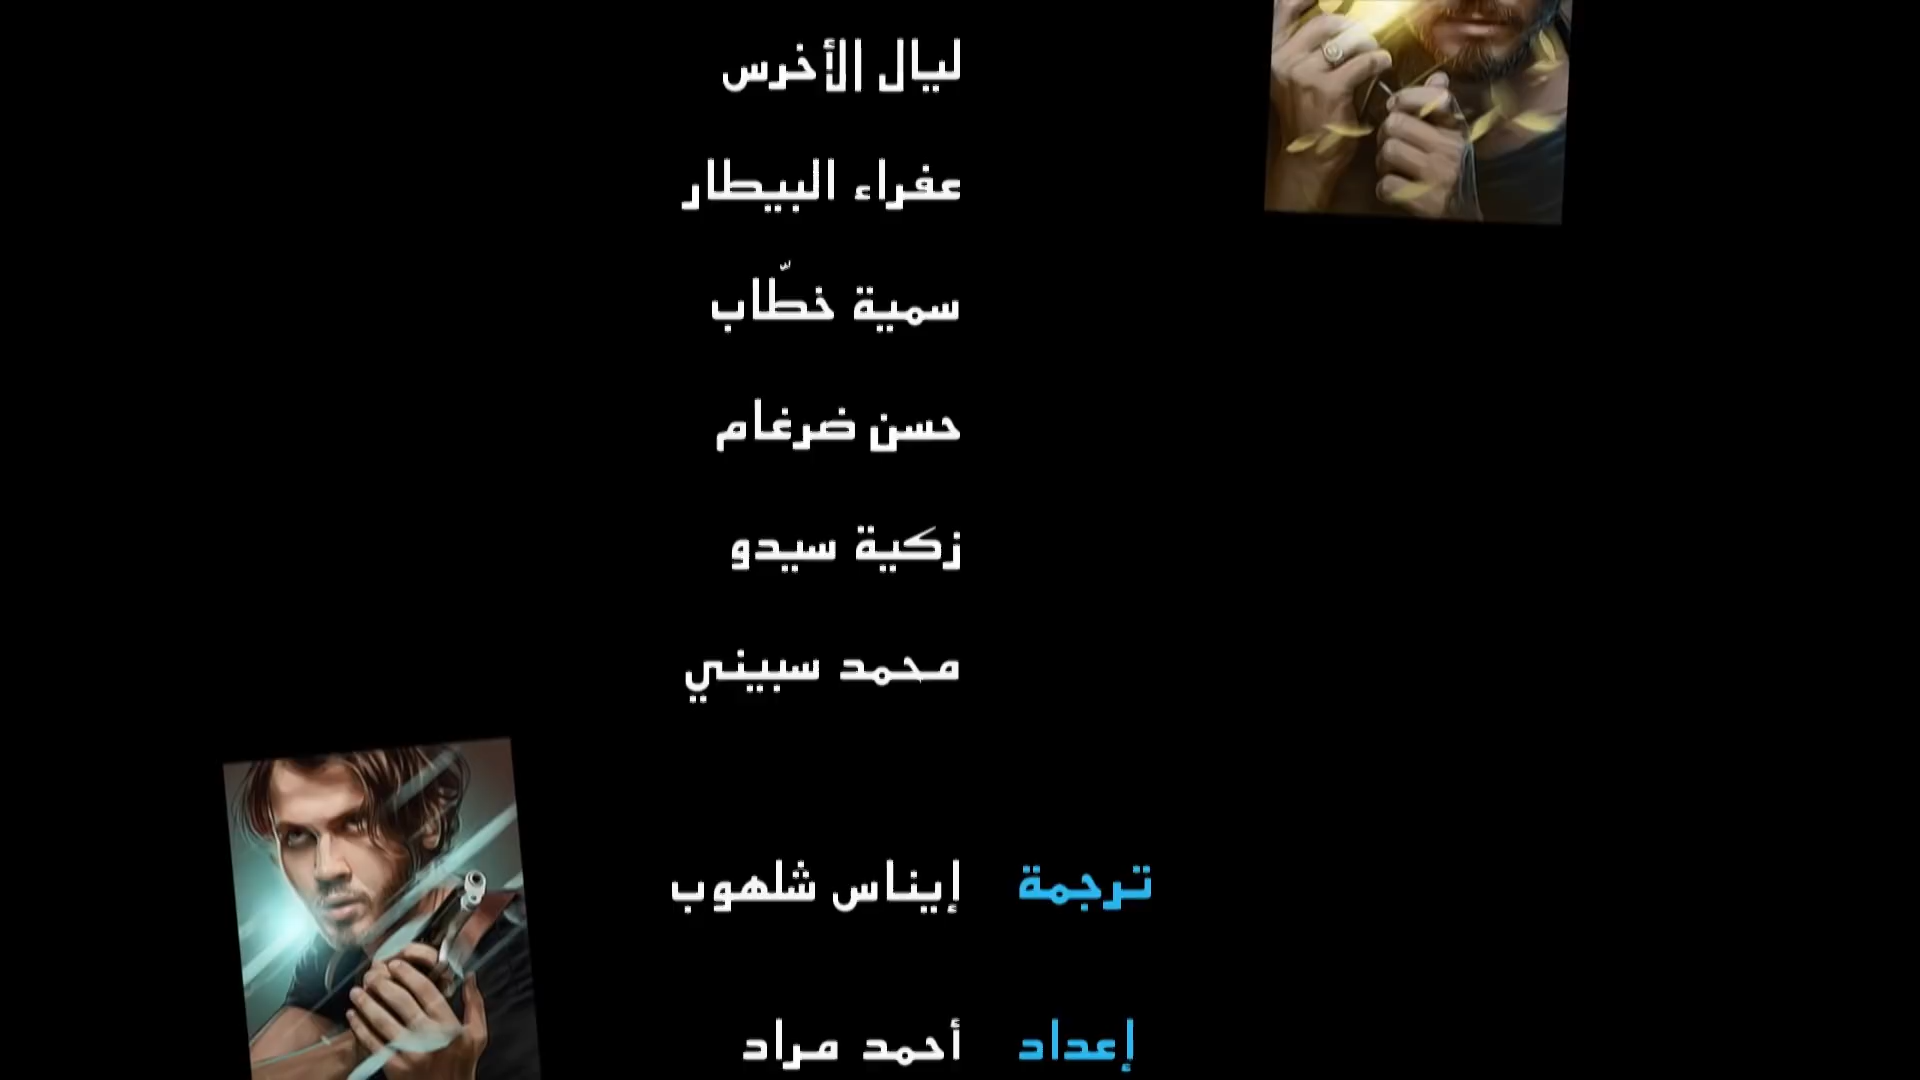 ليال الأخرس
عفراء البيطار
سمية خطّاب
حسن ضرغام
زكية سيدو
محمد سبيني
ترجمة إيناس شلهوب
إعداد أحمد مراد